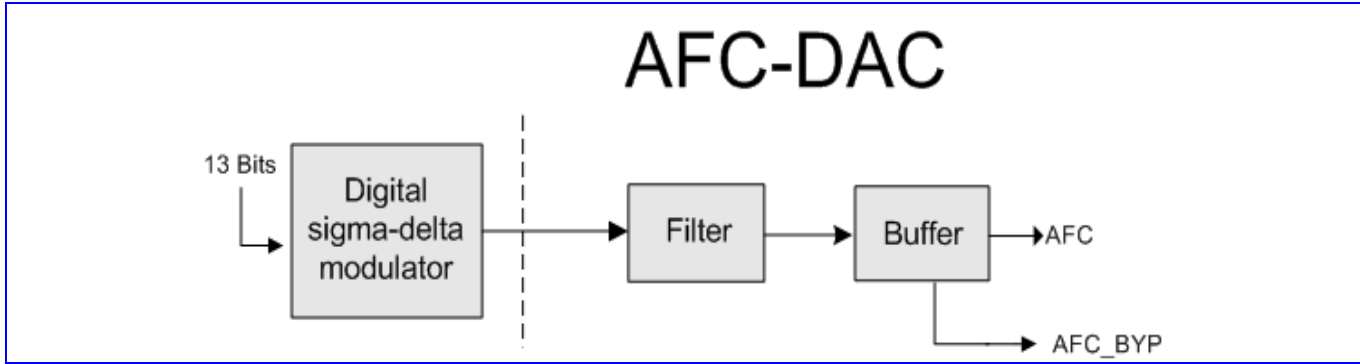 AFC-DAC
13 Bits
Digital
sigma-delta
modulator
Filter
Buffer
AFC
AFC_BYP